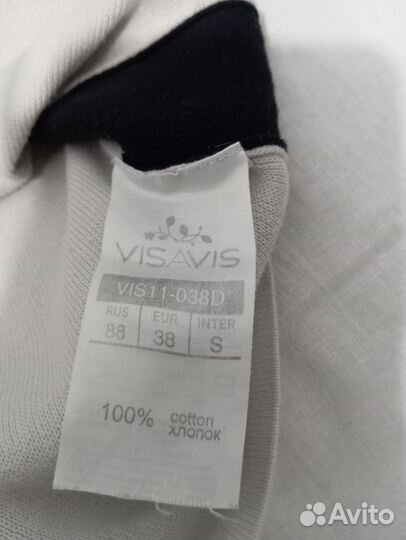 VISAVIS
VIS11-038D
RUS EUR INTER
88 38 S
100% cotton
ХЛОПОК
Avito